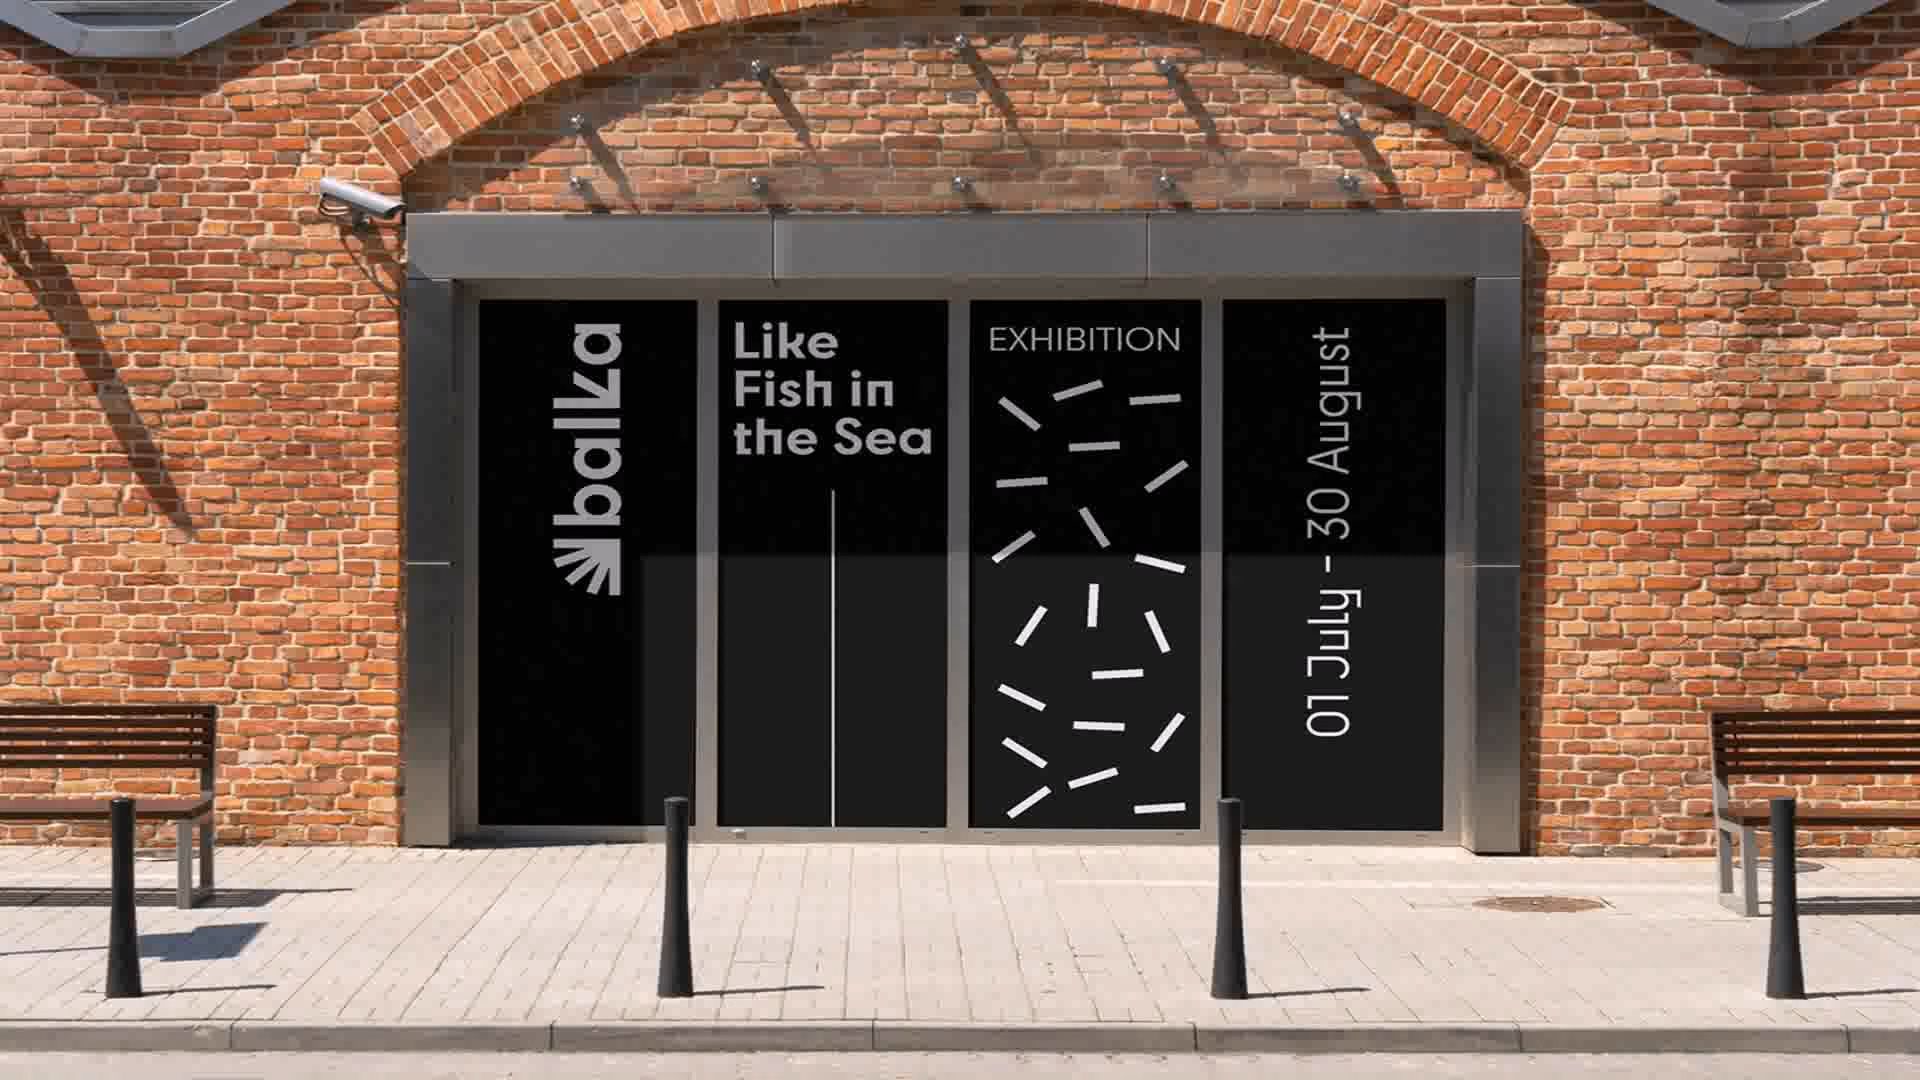 balka
Like
Fish in
the Sea
EXHIBITION
01 July - 30 August